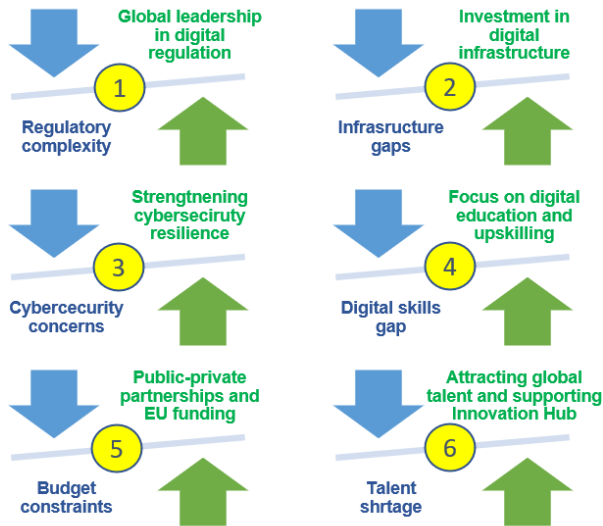 Global leadership
in digital
regulation
1
Regulatory
complexity
Investment in
digital
infrastructure
2
Infrasructure
gaps
Strengtnening
cyberseciruty
resilience
3
Cybercecurity
concerns
Focus on digital
education and
upskilling
4
Digital skills
gap
Public-private
partnerships and
EU funding
5
Budget
constraints
Attracting global
talent and supporting
Innovation Hub
6
Talent
shrtage